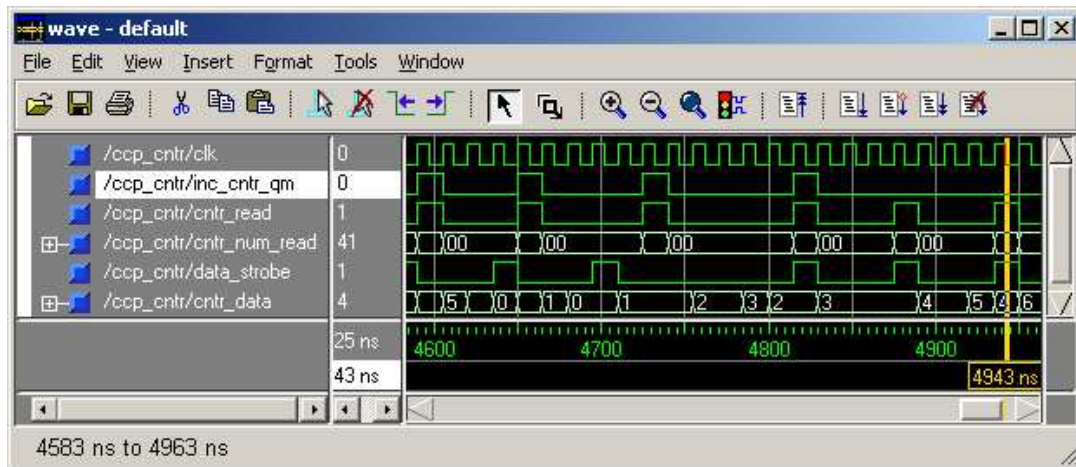 wave - default
File Edit View Insert Format Tools Window
/ccp_cntr/clk 0
/ccp_cntr/inc_cntr_qm 0
/ccp_cntr/cntr_read 1
/ccp_cntr/cntr_num_read 41 00 00 00 00 00
/ccp_cntr/data_strobe 1
/ccp_cntr/cntr_data 4 5 0 1 0 1 2 3 2 3 4 5 4 6
25 ns 4600 4700 4800 4900
43 ns 4943 ns
4583 ns to 4963 ns